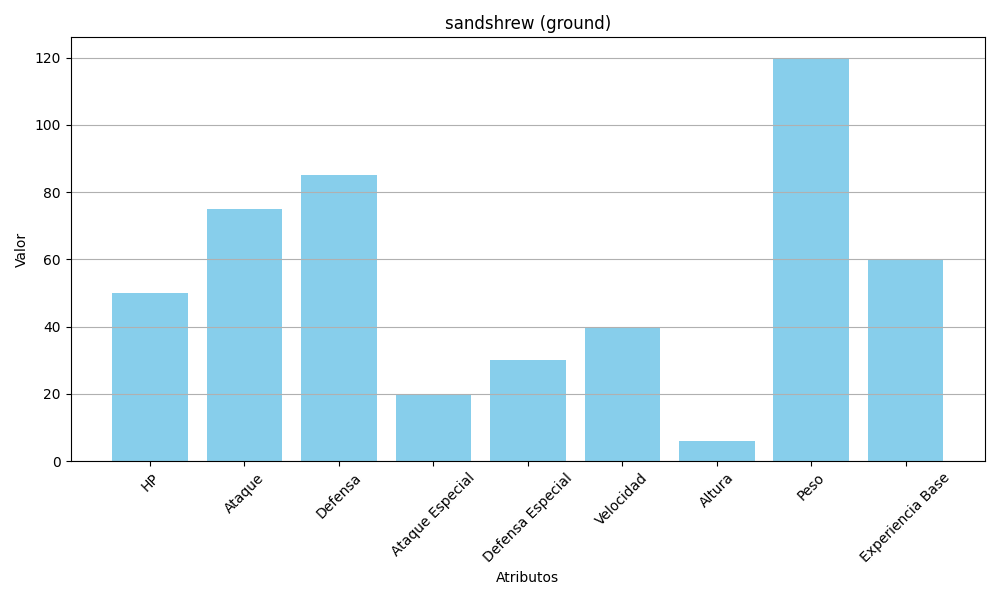 sandshrew (ground)
Valor
120
100
80
60
40
20
0
HP
Ataque
Defensa
Ataque Especial
Defensa Especial
Velocidad
Altura
Peso
Experiencia Base
Atributos